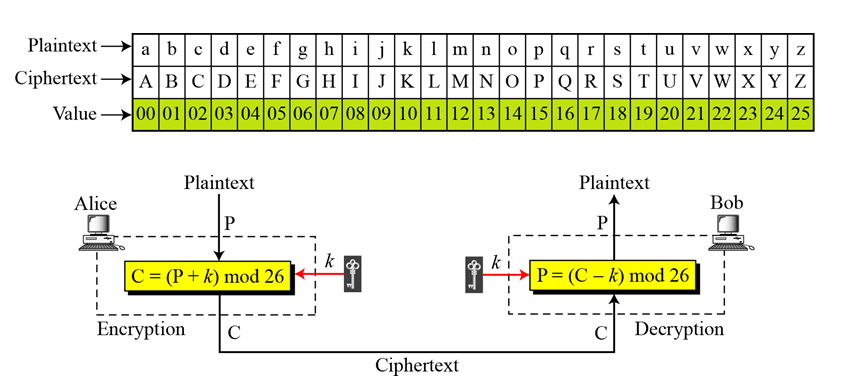 Plaintext a b c d e f g h i j k l m n o p q r s t u v w x y z
Ciphertext A B C D E F G H I J K L M N O P Q R S T U V W X Y Z
Value 00 01 02 03 04 05 06 07 08 09 10 11 12 13 14 15 16 17 18 19 20 21 22 23 24 25
Plaintext Plaintext
Alice Bob
P P
k k
C = (P + k) mod 26 P = (C – k) mod 26
Encryption C C Decryption
Ciphertext